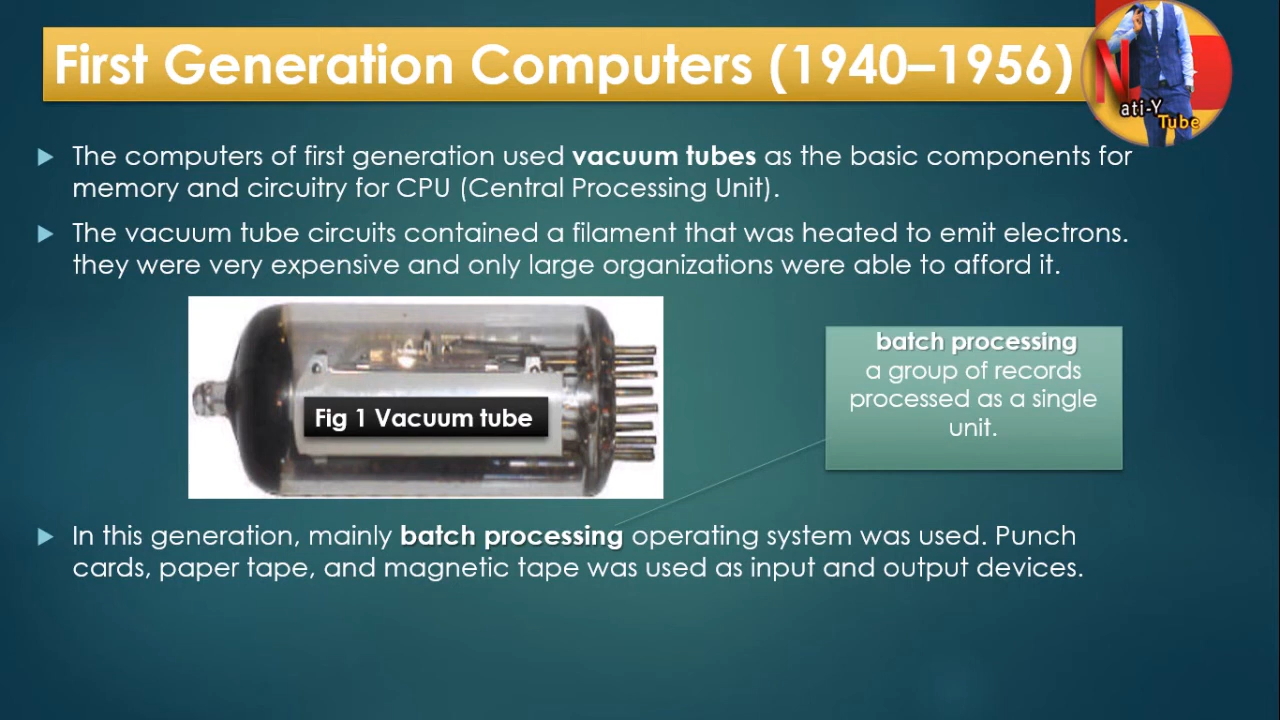 First Generation Computers (1940–1956)
N
ati-Y
Tube
The computers of first generation used vacuum tubes as the basic components for
memory and circuitry for CPU (Central Processing Unit).
The vacuum tube circuits contained a filament that was heated to emit electrons.
they were very expensive and only large organizations were able to afford it.
Fig 1 Vacuum tube
batch processing
a group of records
processed as a single
unit.
In this generation, mainly batch processing operating system was used. Punch
cards, paper tape, and magnetic tape was used as input and output devices.